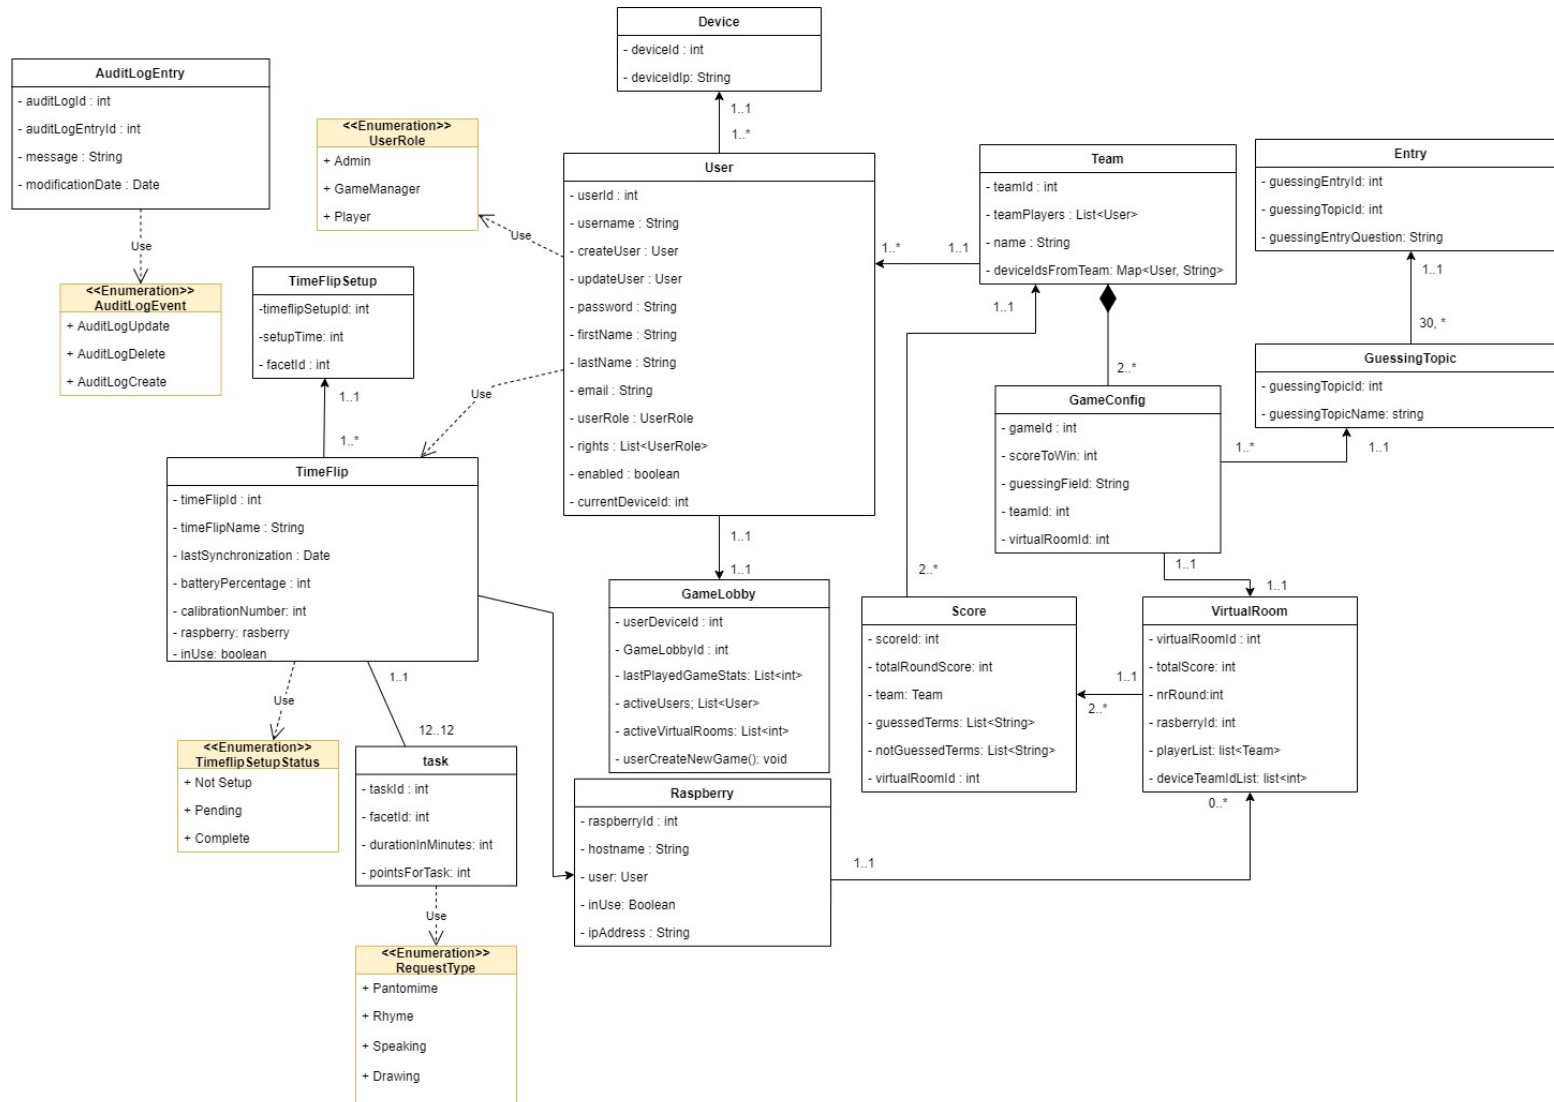 Device
- deviceId : int
- deviceIdIp: String
1..1
1..*
AuditLogEntry
- auditLogId : int
- auditLogEntryId : int
- message : String
- modificationDate : Date
Use
<<Enumeration>>
AuditLogEvent
+ AuditLogUpdate
+ AuditLogDelete
+ AuditLogCreate
<<Enumeration>>
UserRole
+ Admin
+ GameManager
+ Player
Use
User
- userId : int
- username : String
- createUser : User
- updateUser : User
- password : String
- firstName : String
- lastName : String
- email : String
- userRole : UserRole
- rights : List<UserRole>
- enabled : boolean
- currentDeviceId: int
1..*
1..1
Team
- teamId : int
- teamPlayers : List<User>
- name : String
- deviceIdsFromTeam: Map<User, String>
1..1
2..*
Entry
- guessingEntryId: int
- guessingTopicId: int
- guessingEntryQuestion: String
1..1
30, *
GuessingTopic
- guessingTopicId: int
- guessingTopicName: string
1..*
1..1
GameConfig
- gameId : int
- scoreToWin: int
- guessingField: String
- teamId: int
- virtualRoomId: int
1..1
1..1
TimeFlipSetup
-timeflipSetupId: int
-setupTime: int
- facetId : int
1..1
1..*
Use
TimeFlip
- timeFlipId : int
- timeFlipName : String
- lastSynchronization : Date
- batteryPercentage : int
- calibrationNumber: int
- raspberry: rasberry
- inUse: boolean
Use
1..1
12..12
<<Enumeration>>
TimeflipSetupStatus
+ Not Setup
+ Pending
+ Complete
task
- taskId : int
- facetId: int
- durationInMinutes: int
- pointsForTask: int
Use
<<Enumeration>>
RequestType
+ Pantomime
+ Rhyme
+ Speaking
+ Drawing
1..1
1..1
GameLobby
- userDeviceId : int
- GameLobbyId : int
- lastPlayedGameStats: List<int>
- activeUsers; List<User>
- activeVirtualRooms: List<int>
- userCreateNewGame(): void
Raspberry
- raspberryId : int
- hostname : String
- user: User
- inUse: Boolean
- ipAddress : String
1..1
0..*
2..*
Score
- scoreId: int
- totalRoundScore: int
- team: Team
- guessedTerms: List<String>
- notGuessedTerms: List<String>
- virtualRoomId : int
1..1
2..*
VirtualRoom
- virtualRoomId : int
- totalScore: int
- nrRound:int
- rasberryId: int
- playerList: list<Team>
- deviceTeamIdList: list<int>